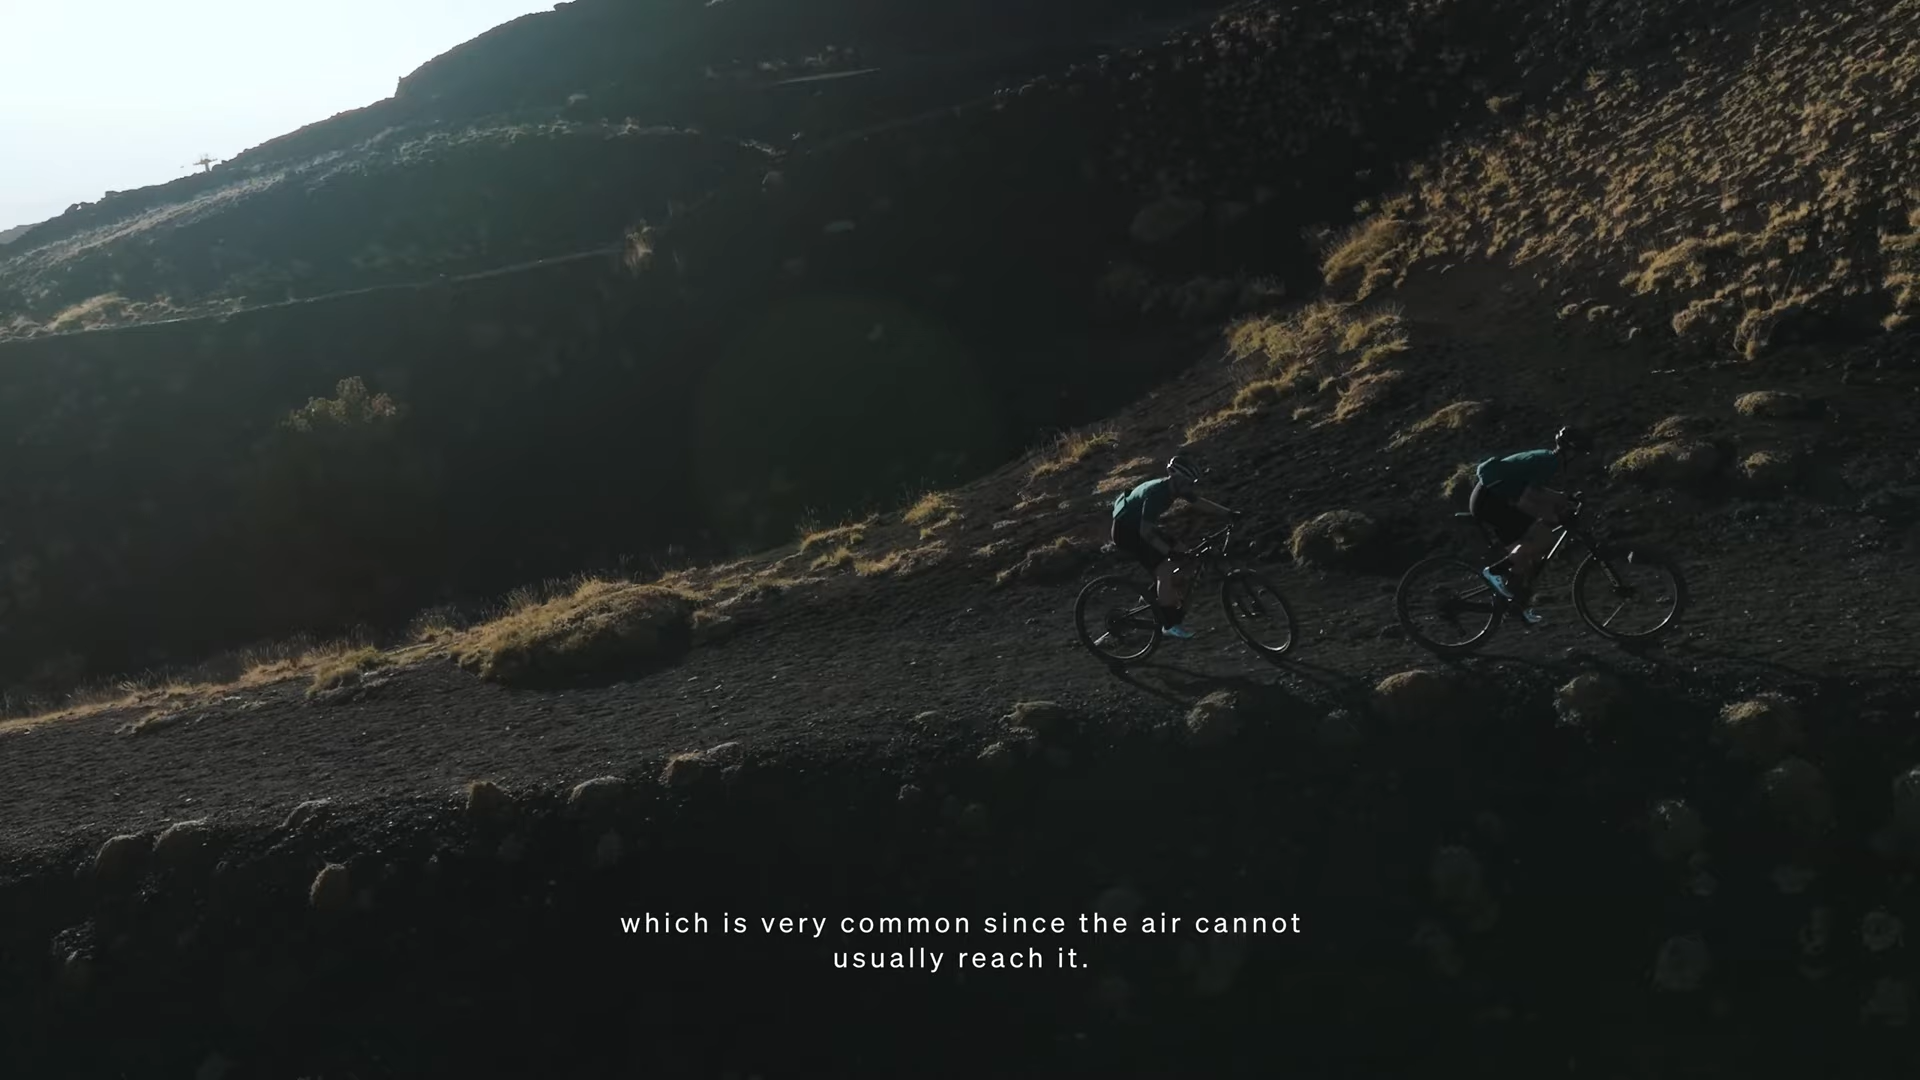 which is very common since the air cannot
usually reach it.